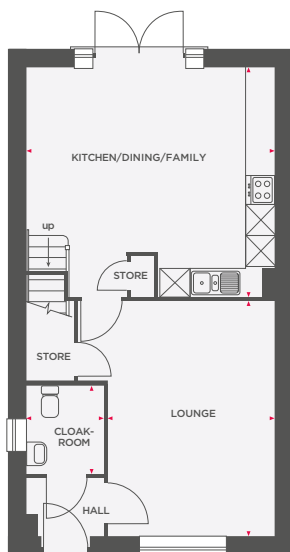 KITCHEN/DINING/FAMILY
up
STORE
STORE
LOUNGE
CLOAK-
ROOM
HALL